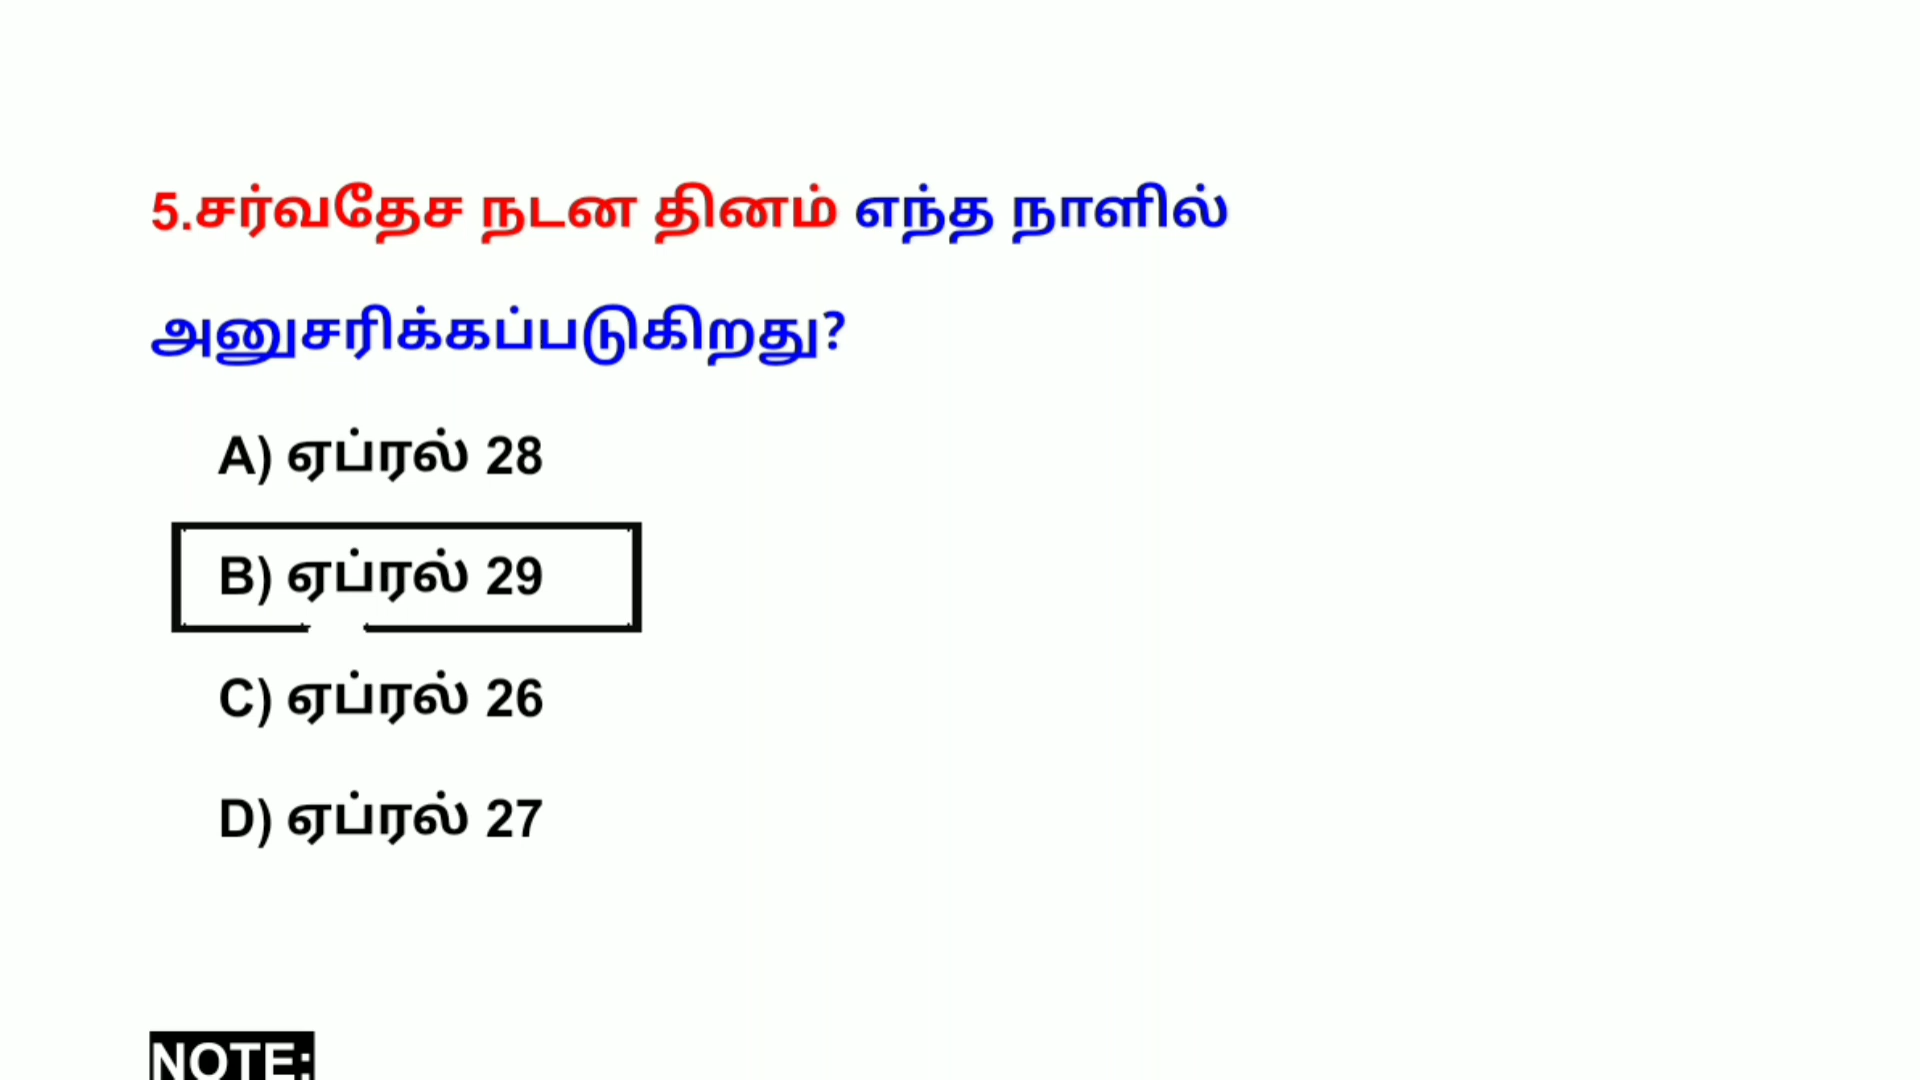 5.சர்வதேச நடன தினம் எந்த நாளில்
அனுசரிக்கப்படுகிறது?
A) ஏப்ரல் 28
B) ஏப்ரல் 29
C) ஏப்ரல் 26
D) ஏப்ரல் 27
NOTE: